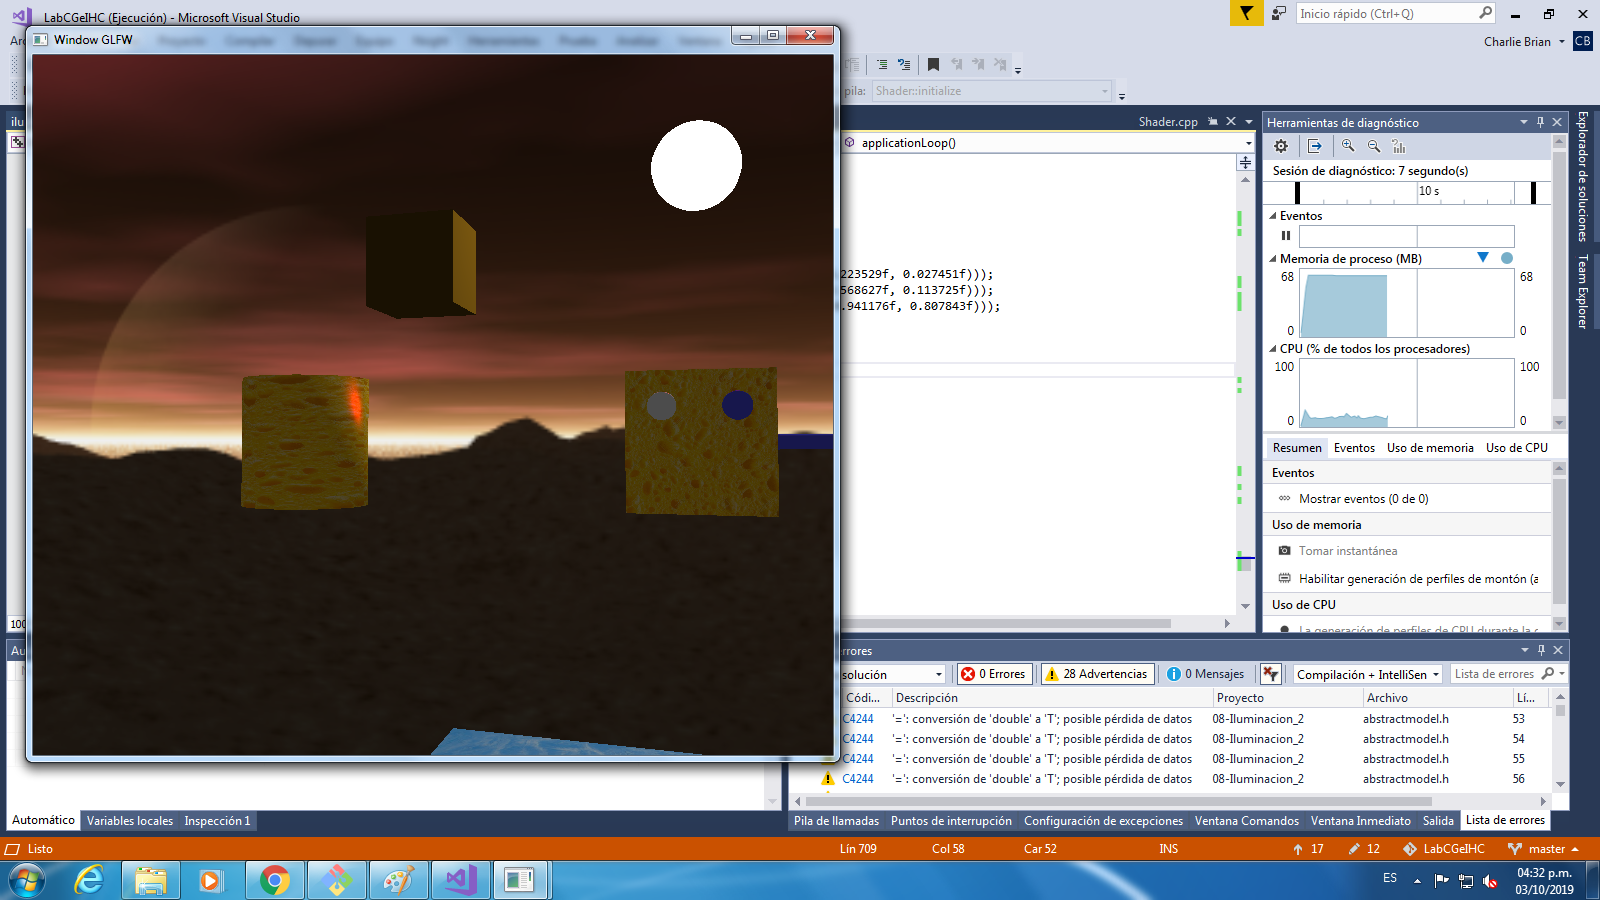 LabCGeIHC (Ejecución) - Microsoft Visual Studio
Inicio rápido (Ctrl+Q)
Window GLFW
Charlie Brian
CB
pila:
Shader::initialize
Shader.cpp
applicationLoop()
223529f, 0.027451f)));
568627f, 0.113725f)));
.941176f, 0.807843f)));
Herramientas de diagnóstico
Sesión de diagnóstico: 7 segundo(s)
10 s
Eventos
Memoria de proceso (MB)
68
68
0
0
CPU (% de todos los procesadores)
100
100
0
0
Resumen
Eventos
Uso de memoria
Uso de CPU
Eventos
Mostrar eventos (0 de 0)
Uso de memoria
Tomar instantánea
Habilitar generación de perfiles de montón (a
Uso de CPU
La generación de perfiles de CPU durante la
Explorador de soluciones
Team Explorer
solución
0 Errores
28 Advertencias
0 Mensajes
Compilación + IntelliSen
Lista de errores
Códi...
Descripción
Proyecto
Archivo
Lí...
C4244
'=': conversión de 'double' a 'T'; posible pérdida de datos
08-Iluminacion_2
abstractmodel.h
53
C4244
'=': conversión de 'double' a 'T'; posible pérdida de datos
08-Iluminacion_2
abstractmodel.h
54
C4244
'=': conversión de 'double' a 'T'; posible pérdida de datos
08-Iluminacion_2
abstractmodel.h
55
C4244
'=': conversión de 'double' a 'T'; posible pérdida de datos
08-Iluminacion_2
abstractmodel.h
56
Automático
Variables locales
Inspección 1
Pila de llamadas
Puntos de interrupción
Configuración de excepciones
Ventana Comandos
Ventana Inmediato
Salida
Lista de errores
Listo
Lín 709
Col 58
Car 52
INS
17
12
LabCGeIHC
master
ES
04:32 p.m.
03/10/2019